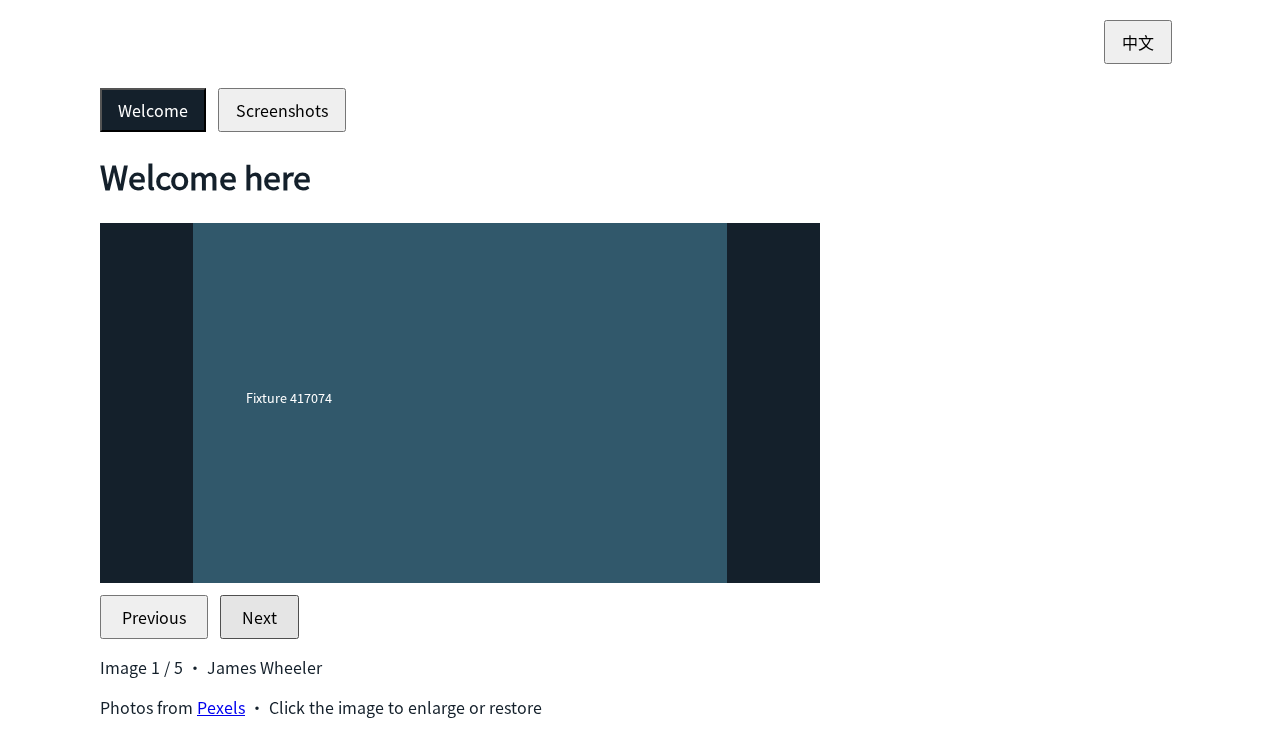 中文
Welcome Screenshots
Welcome here
Fixture 417074
Previous Next
Image 1 / 5 · James Wheeler
Photos from Pexels · Click the image to enlarge or restore